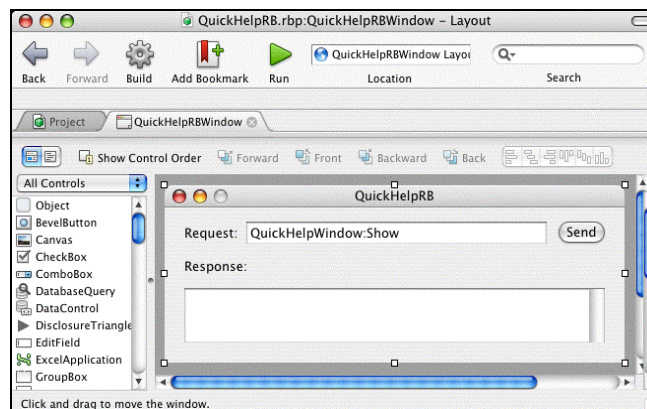 QuickHelpRB.rbp:QuickHelpRBWindow – Layout
QuickHelpRBWindow Layou
Back Forward Build Add Bookmark Run Location Search
Project QuickHelpRBWindow
Show Control Order Forward Front Backward Back
All Controls
Object
BevelButton
Canvas
CheckBox
ComboBox
DatabaseQuery
DataControl
DisclosureTriangle
EditField
ExcelApplication
GroupBox
QuickHelpRB
Request: QuickHelpWindow:Show Send
Response:
Click and drag to move the window.